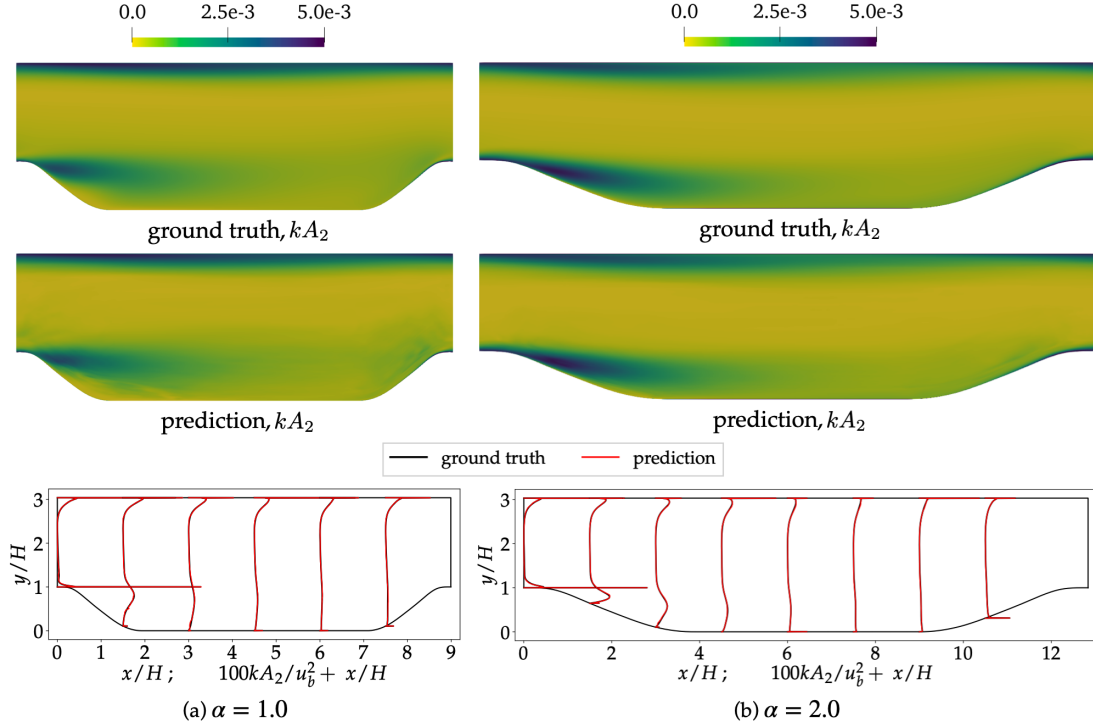 0.0 2.5e-3 5.0e-3
0.0 2.5e-3 5.0e-3
ground truth, kA₂
ground truth, kA₂
prediction, kA₂
prediction, kA₂
ground truth prediction
3
2
1
0
y/H
0 1 2 3 4 5 6 7 8 9
x/H ; 100kA₂/u_b² + x/H
(a) α = 1.0
3
2
1
0
y/H
0 2 4 6 8 10 12
x/H; 100kA₂/u_b² + x/H
(b) α = 2.0